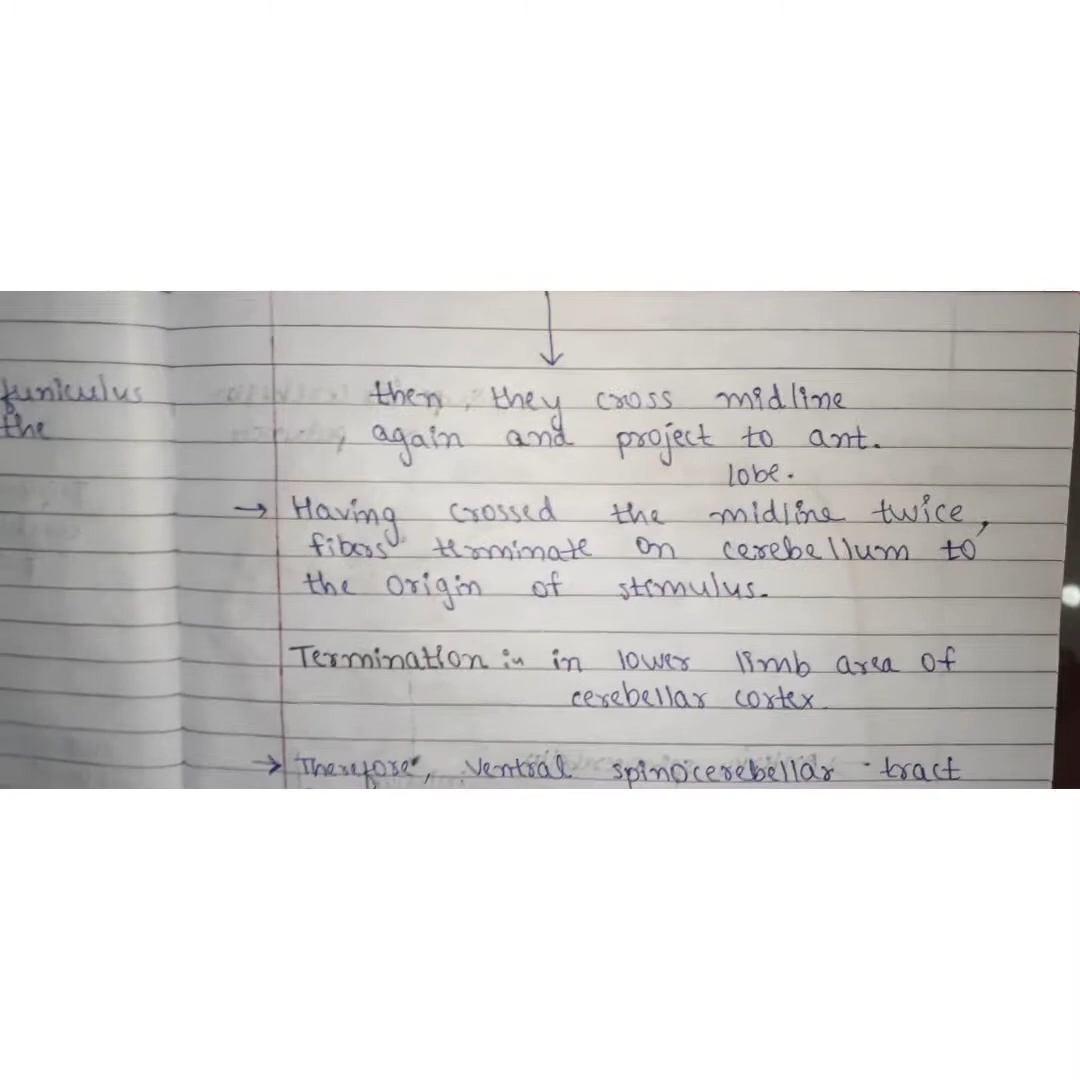 funiculus
the
then, they cross midline
again and project to ant.
lobe.
→ Having crossed the midline twice,
fibers terminate on cerebellum to
the origin of stimulus.
Termination in in lower limb area of
cerebellar cortex
→ Therefore, ventral spinocerebellar tract